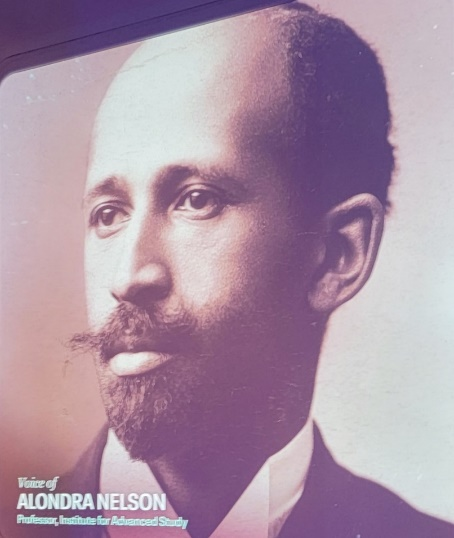 Voice of
ALONDRA NELSON
Professor, Institute for Advanced Study